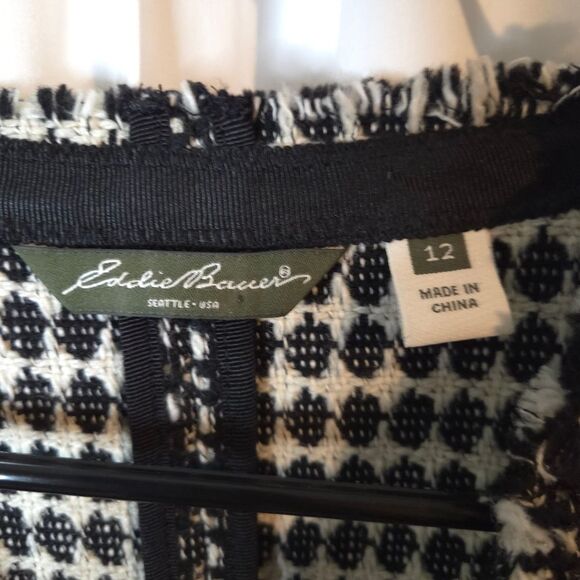 Eddie Bauer®
SEATTLE • USA
12
MADE IN
CHINA